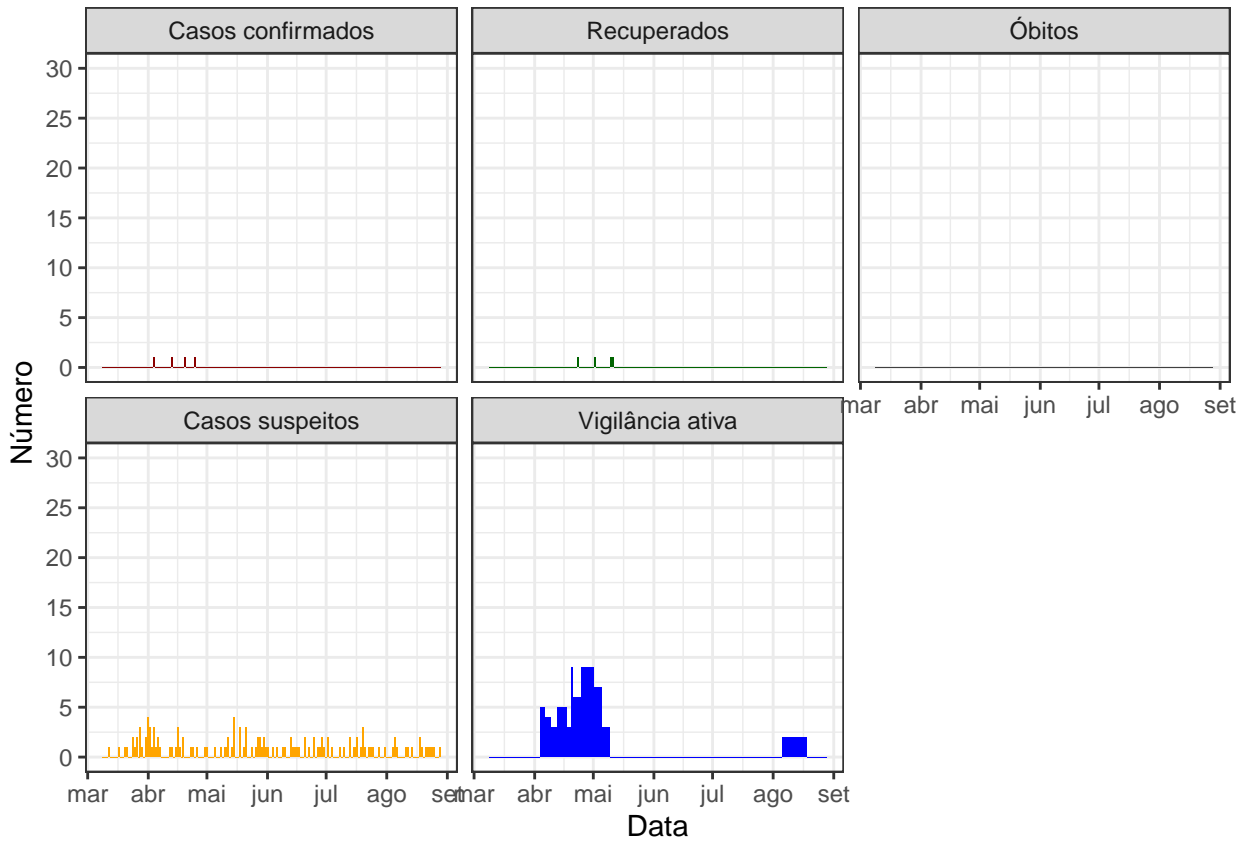 Casos confirmados
Recuperados
Óbitos
30
25
20
15
10
5
0
mar abr mai jun jul ago set
Casos suspeitos
Vigilância ativa
30
25
20
15
10
5
0
mar abr mai jun jul ago set
mar abr mai jun jul ago set
Número
Data